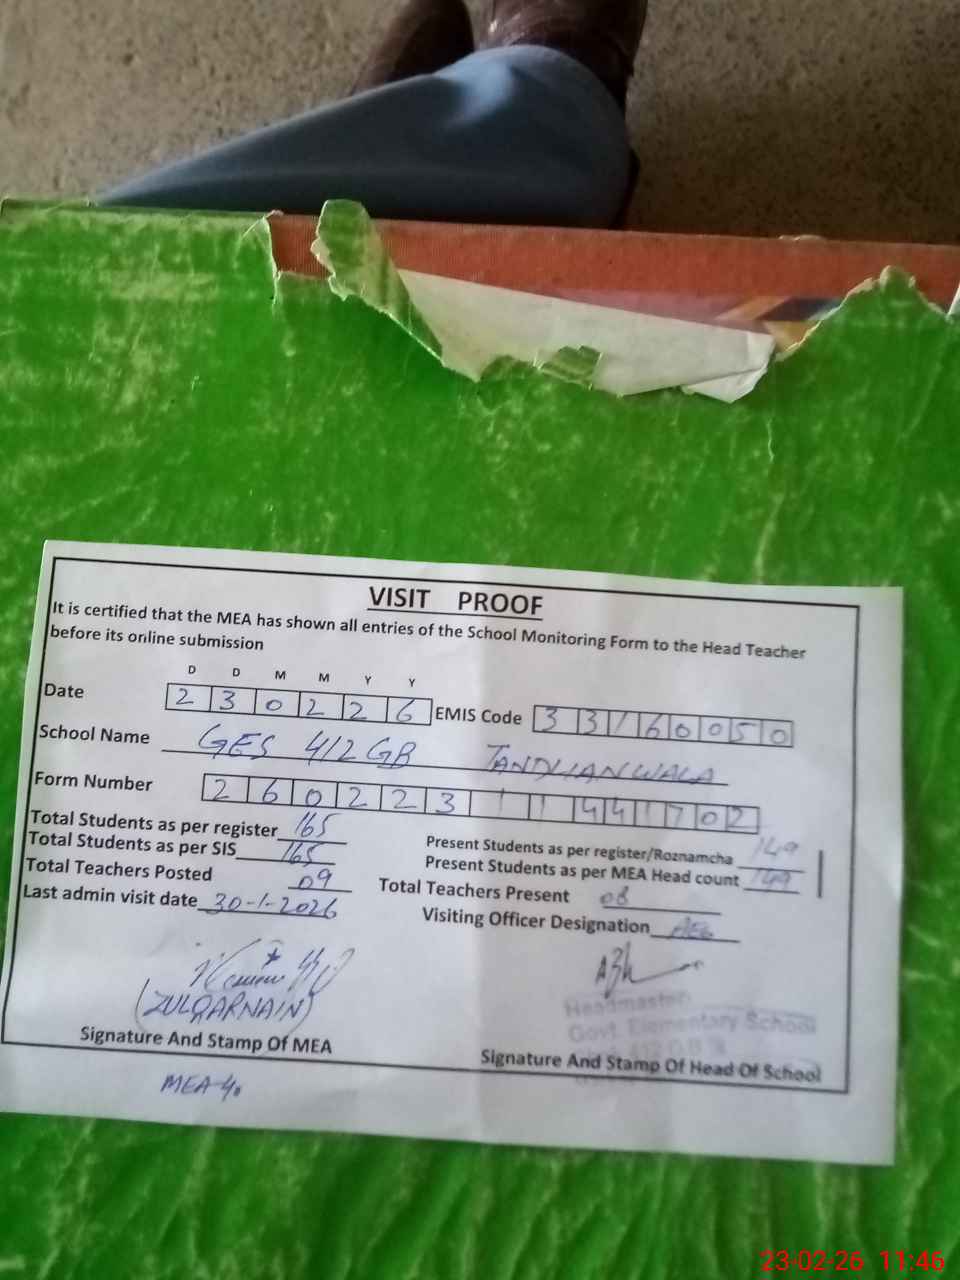 VISIT PROOF
It is certified that the MEA has shown all entries of the School Monitoring Form to the Head Teacher
before its online submission
D D M M Y Y
Date 2 3 0 2 2 6 EMIS Code 3 3 1 6 0 0 5 0
School Name GES 412 GB TANDLIANWALA
Form Number 2 6 0 2 2 3 1 1 4 4 1 7 0 2
Total Students as per register 165
Total Students as per SIS 165
Present Students as per register/Roznamcha 149
Present Students as per MEA Head count 149
Total Teachers Posted 09
Total Teachers Present 08
Last admin visit date 30-1-2026
Visiting Officer Designation AEO
(ZULQARNAIN)
Headmaster
Govt. Elementary School
Signature And Stamp Of MEA
Signature And Stamp Of Head Of School
MEA-4.
23-02-26 11:46